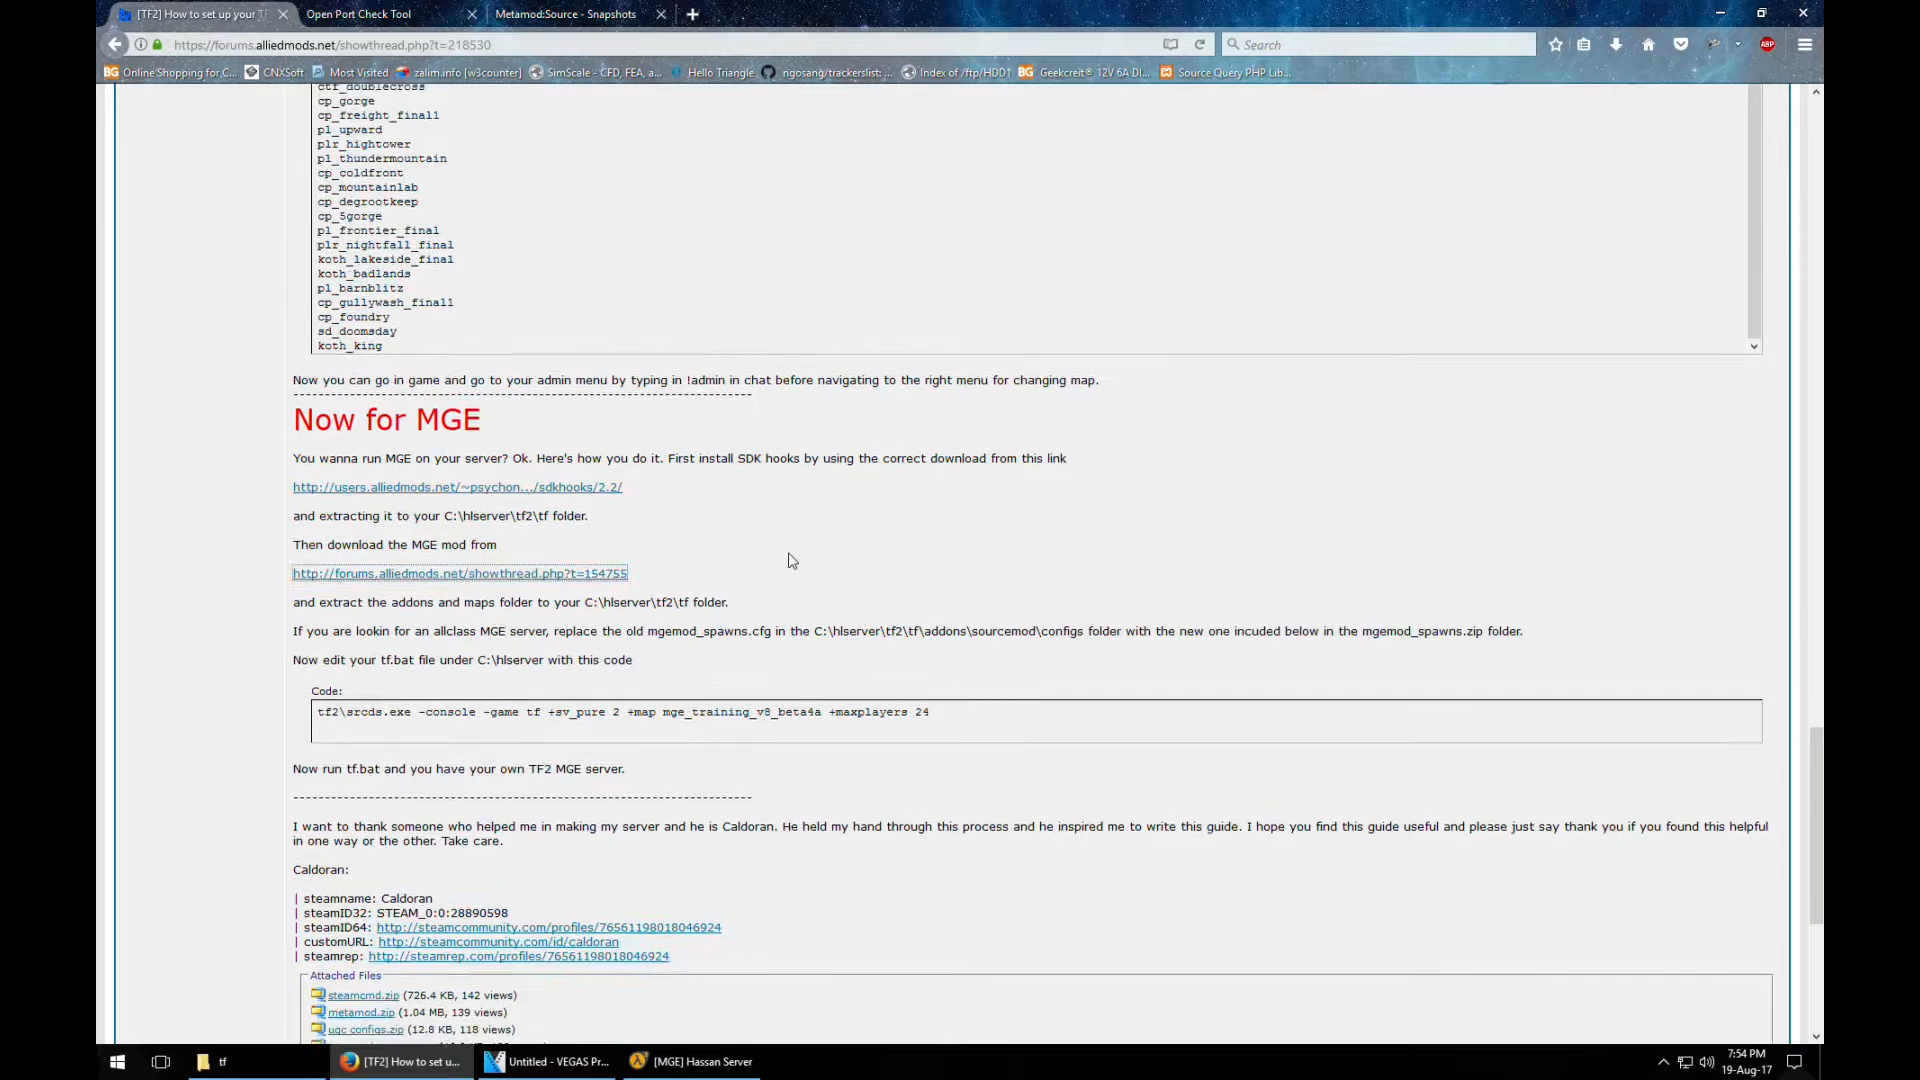 [TF2] How to set up your T
Open Port Check Tool
Metamod:Source - Snapshots
https://forums.alliedmods.net/showthread.php?t=218530
Search
ABP
BG Online Shopping for C...
CNXSoft
Most Visited
zalim.info [w3counter]
SimScale - CFD, FEA, a...
Hello Triangle
ngosang/trackerslist: ...
Index of /ftp/HDD1
BG Geekcreit® 12V 6A DI...
Source Query PHP Lib...
ctf_doublecross
cp_gorge
cp_freight_final1
pl_upward
plr_hightower
pl_thundermountain
cp_coldfront
cp_mountainlab
cp_degrootkeep
cp_5gorge
pl_frontier_final
plr_nightfall_final
koth_lakeside_final
koth_badlands
pl_barnblitz
cp_gullywash_final1
cp_foundry
sd_doomsday
koth_king
Now you can go in game and go to your admin menu by typing in !admin in chat before navigating to the right menu for changing map.
--------------------------------------------------------------------------
Now for MGE
You wanna run MGE on your server? Ok. Here's how you do it. First install SDK hooks by using the correct download from this link
http://users.alliedmods.net/~psychon.../sdkhooks/2.2/
and extracting it to your C:\hlserver\tf2\tf folder.
Then download the MGE mod from
http://forums.alliedmods.net/showthread.php?t=154755
and extract the addons and maps folder to your C:\hlserver\tf2\tf folder.
If you are lookin for an allclass MGE server, replace the old mgemod_spawns.cfg in the C:\hlserver\tf2\tf\addons\sourcemod\configs folder with the new one incuded below in the mgemod_spawns.zip folder.
Now edit your tf.bat file under C:\hlserver with this code
Code:
tf2\srcds.exe -console -game tf +sv_pure 2 +map mge_training_v8_beta4a +maxplayers 24
Now run tf.bat and you have your own TF2 MGE server.
--------------------------------------------------------------------------
I want to thank someone who helped me in making my server and he is Caldoran. He held my hand through this process and he inspired me to write this guide. I hope you find this guide useful and please just say thank you if you found this helpful
in one way or the other. Take care.
Caldoran:
| steamname: Caldoran
| steamID32: STEAM_0:0:28890598
| steamID64: http://steamcommunity.com/profiles/76561198018046924
| customURL: http://steamcommunity.com/id/caldoran
| steamrep: http://steamrep.com/profiles/76561198018046924
Attached Files
steamcmd.zip (726.4 KB, 142 views)
metamod.zip (1.04 MB, 139 views)
ugc configs.zip (12.8 KB, 118 views)
tf
[TF2] How to set u...
Untitled - VEGAS Pr...
[MGE] Hassan Server
7:54 PM
19-Aug-17